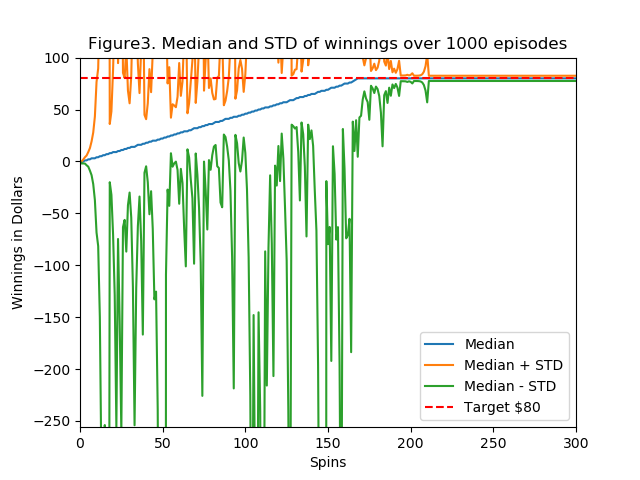 Figure3. Median and STD of winnings over 1000 episodes
Winnings in Dollars
100
50
0
−50
−100
−150
−200
−250
0 50 100 150 200 250 300
Spins
Median
Median + STD
Median - STD
Target $80